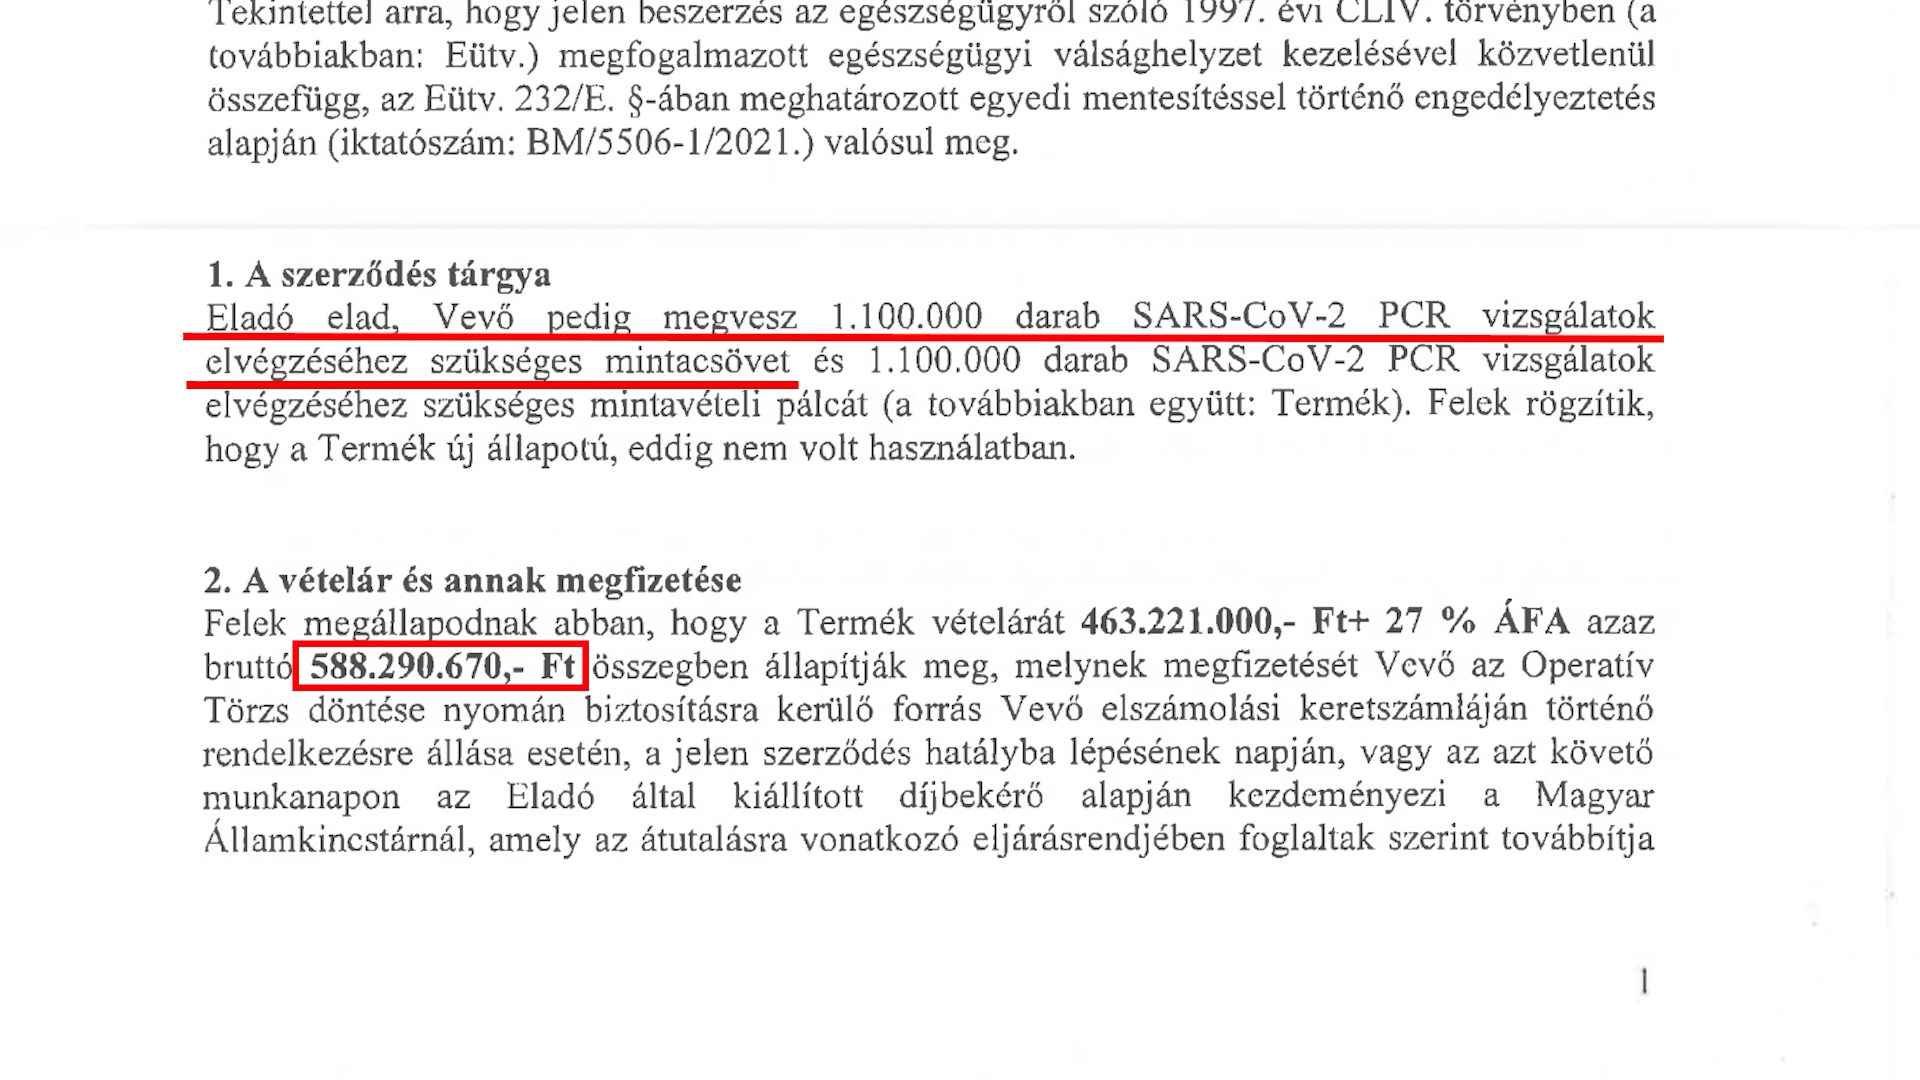 Tekintettel arra, hogy jelen beszerzés az egészségügyről szóló 1997. évi CLIV. törvényben (a
továbbiakban: Eütv.) megfogalmazott egészségügyi válsághelyzet kezelésével közvetlenül
összefügg, az Eütv. 232/E. §-ában meghatározott egyedi mentesítéssel történő engedélyeztetés
alapján (iktatószám: BM/5506-1/2021.) valósul meg.
1. A szerződés tárgya
Eladó elad, Vevő pedig megvesz 1.100.000 darab SARS-CoV-2 PCR vizsgálatok
elvégzéséhez szükséges mintacsövet és 1.100.000 darab SARS-CoV-2 PCR vizsgálatok
elvégzéséhez szükséges mintavételi pálcát (a továbbiakban együtt: Termék). Felek rögzítik,
hogy a Termék új állapotú, eddig nem volt használatban.
2. A vételár és annak megfizetése
Felek megállapodnak abban, hogy a Termék vételárát 463.221.000,- Ft+ 27 % ÁFA azaz
bruttó 588.290.670,- Ft összegben állapítják meg, melynek megfizetését Vevő az Operatív
Törzs döntése nyomán biztosításra kerülő forrás Vevő elszámolási keretszámláján történő
rendelkezésre állása esetén, a jelen szerződés hatályba lépésének napján, vagy az azt követő
munkanapon az Eladó által kiállított díjbekérő alapján kezdeményezi a Magyar
Államkincstárnál, amely az átutalásra vonatkozó eljárásrendjében foglaltak szerint továbbítja
1